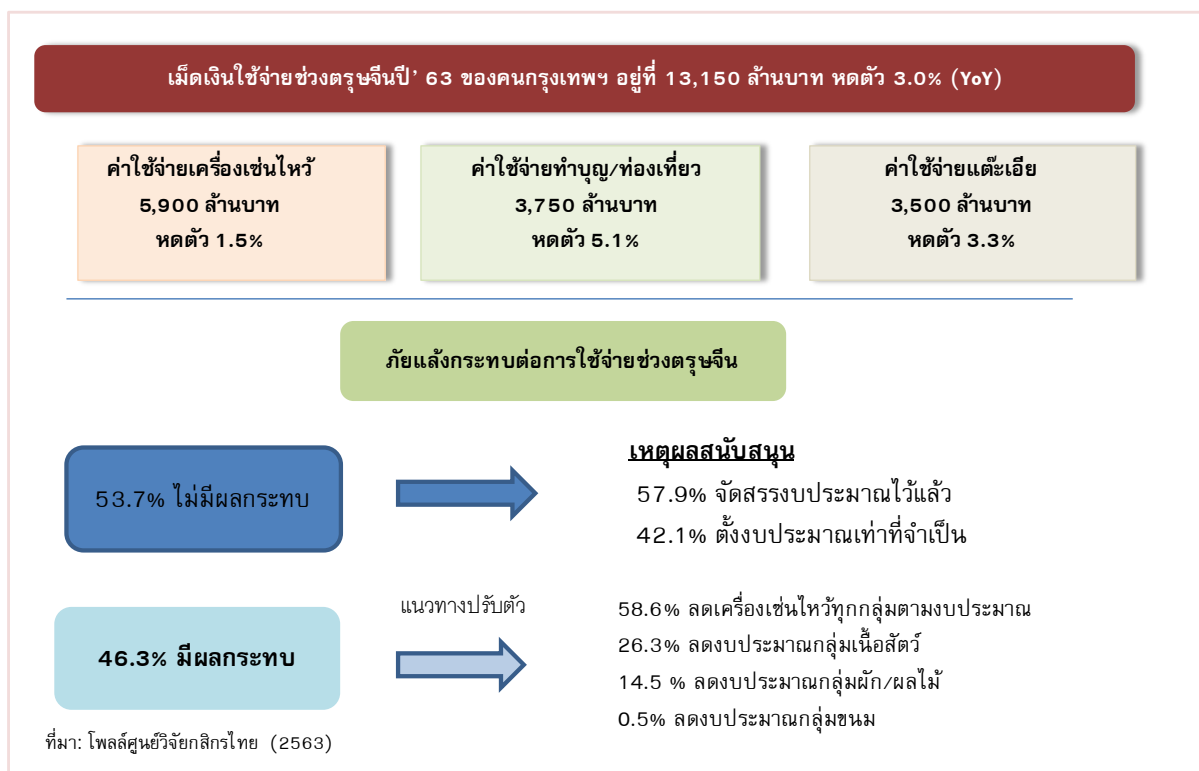 เม็ดเงินใช้จ่ายช่วงตรุษจีนปี' 63 ของคนกรุงเทพฯ อยู่ที่ 13,150 ล้านบาท หดตัว 3.0% (YoY)
ค่าใช้จ่ายเครื่องเซ่นไหว้
5,900 ล้านบาท
หดตัว 1.5%
ค่าใช้จ่ายทำบุญ/ท่องเที่ยว
3,750 ล้านบาท
หดตัว 5.1%
ค่าใช้จ่ายแต๊ะเอีย
3,500 ล้านบาท
หดตัว 3.3%
ภัยแล้งกระทบต่อการใช้จ่ายช่วงตรุษจีน
53.7% ไม่มีผลกระทบ
เหตุผลสนับสนุน
57.9% จัดสรรงบประมาณไว้แล้ว
42.1% ตั้งงบประมาณเท่าที่จำเป็น
46.3% มีผลกระทบ
แนวทางปรับตัว
58.6% ลดเครื่องเซ่นไหว้ทุกกลุ่มตามงบประมาณ
26.3% ลดงบประมาณกลุ่มเนื้อสัตว์
14.5 % ลดงบประมาณกลุ่มผัก/ผลไม้
0.5% ลดงบประมาณกลุ่มขนม
ที่มา: โพลล์ศูนย์วิจัยกสิกรไทย (2563)